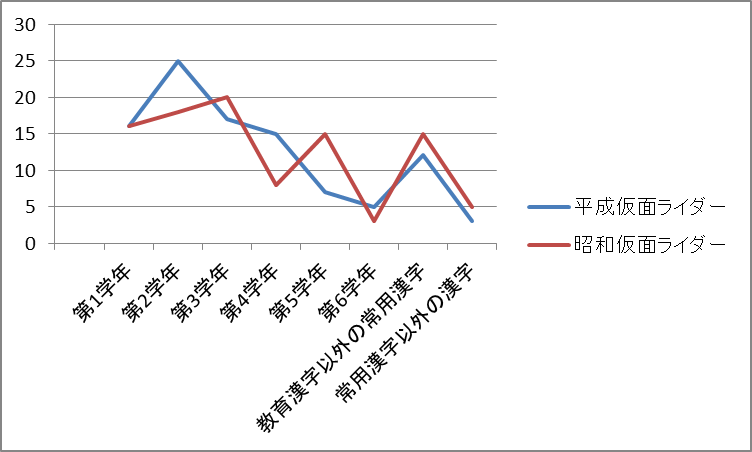 30
25
20
15
10
5
0
第1学年
第2学年
第3学年
第4学年
第5学年
第6学年
教育漢字以外の常用漢字
常用漢字以外の漢字
平成仮面ライダー
昭和仮面ライダー